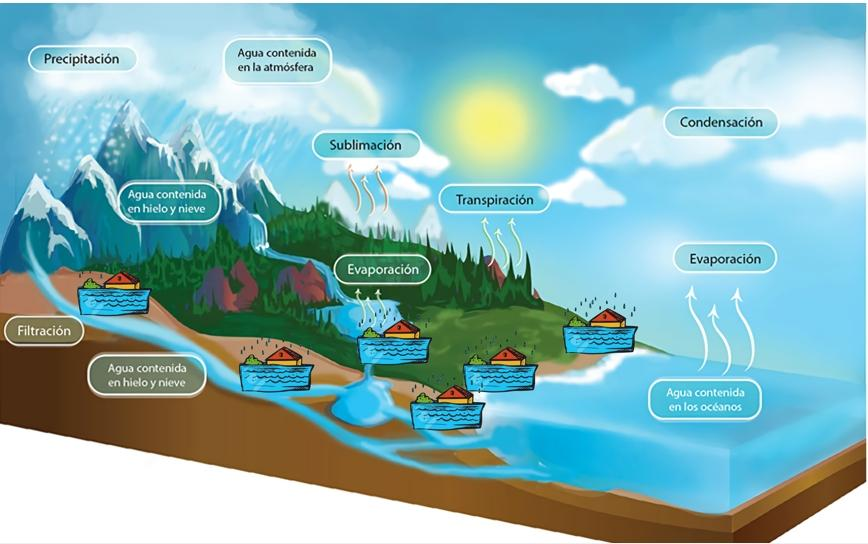 Precipitación
Agua contenida
en la atmósfera
Sublimación
Condensación
Agua contenida
en hielo y nieve
Transpiración
Evaporación
Evaporación
Filtración
Agua contenida
en hielo y nieve
Agua contenida
en los océanos